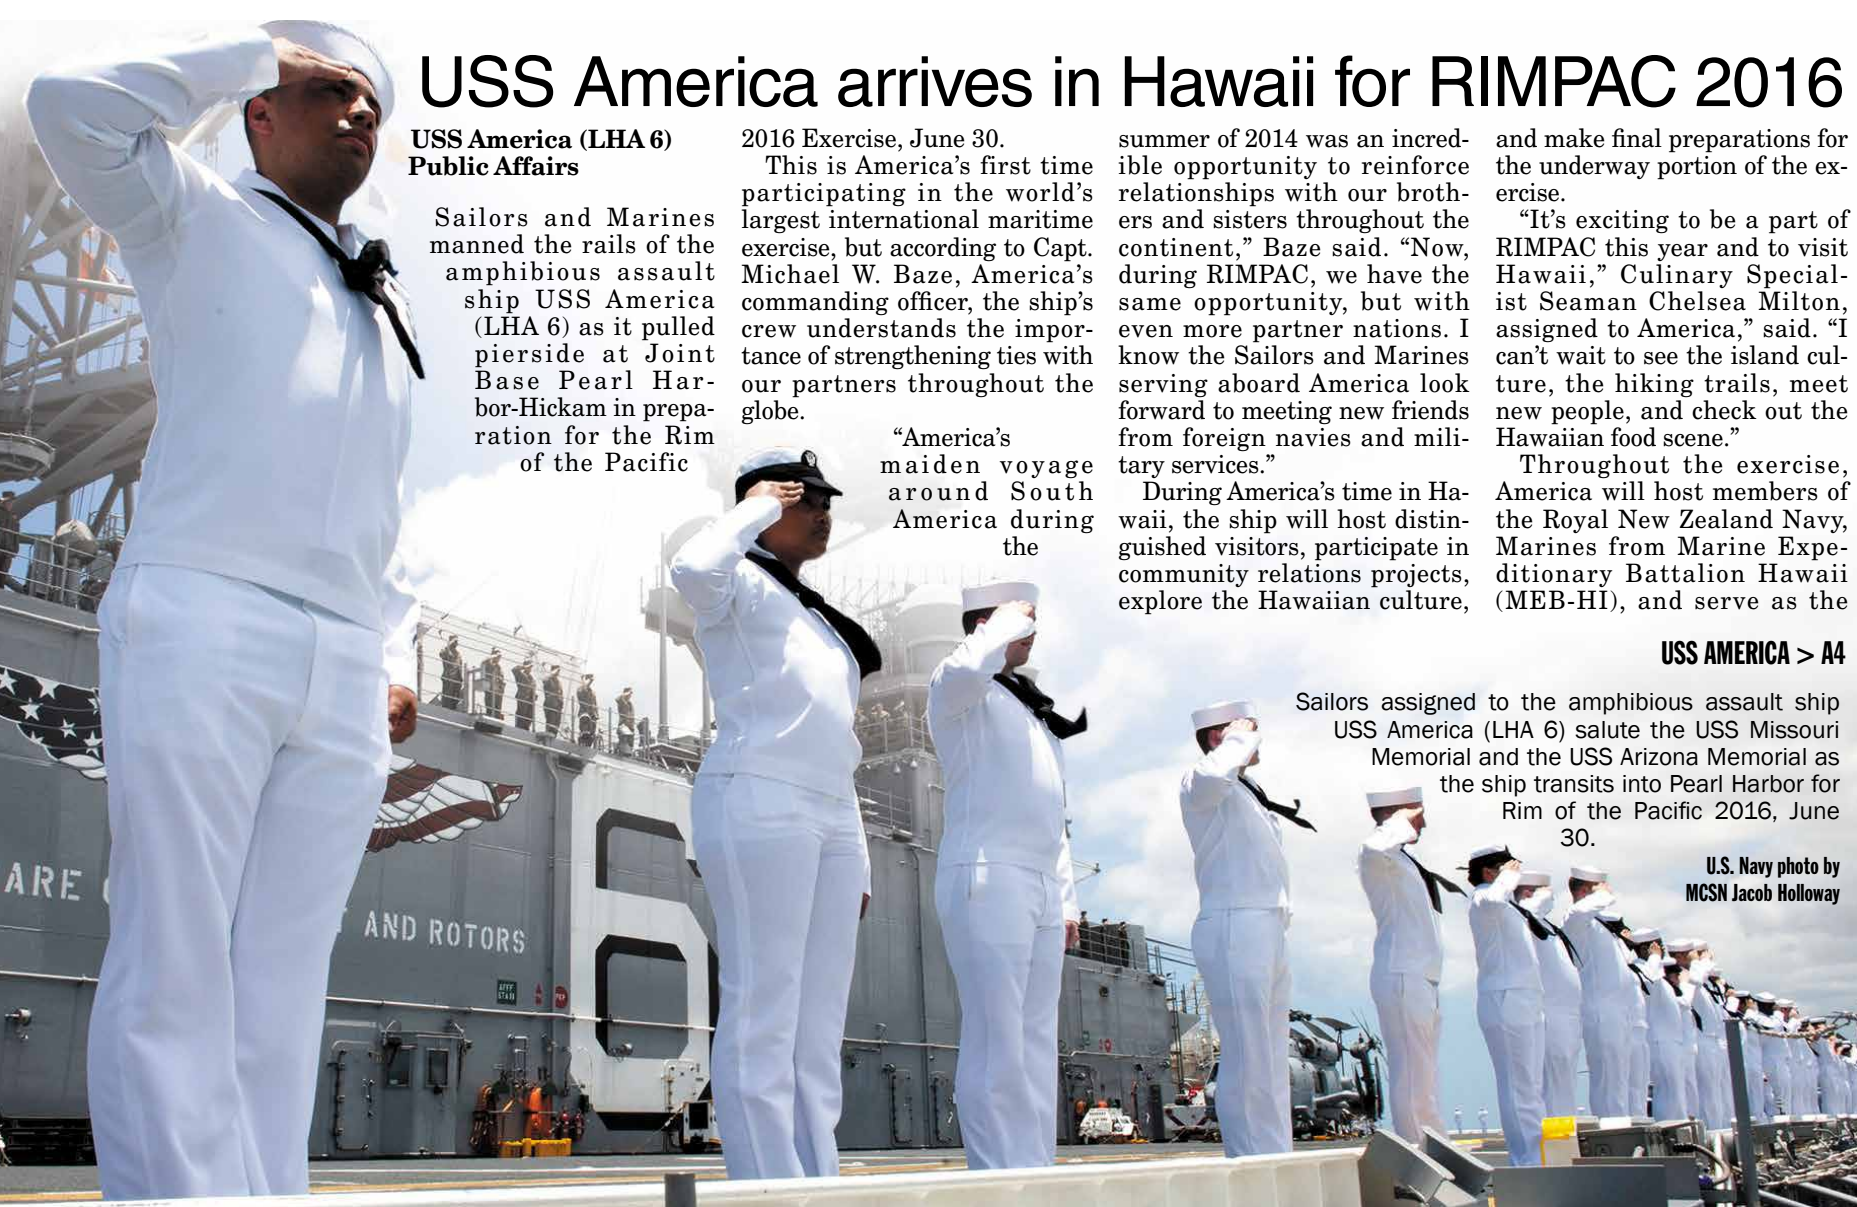 USS America arrives in Hawaii for RIMPAC 2016
USS America (LHA 6)
Public Affairs
Sailors and Marines
manned the rails of the
amphibious assault
ship USS America
(LHA 6) as it pulled
pierside at Joint
Base Pearl Har-
bor-Hickam in prepa-
ration for the Rim
of the Pacific
2016 Exercise, June 30.
This is America's first time
participating in the world's
largest international maritime
exercise, but according to Capt.
Michael W. Baze, America's
commanding officer, the ship's
crew understands the impor-
tance of strengthening ties with
our partners throughout the
globe.
“America's
maiden voyage
around South
America during
the
summer of 2014 was an incred-
ible opportunity to reinforce
relationships with our broth-
ers and sisters throughout the
continent,” Baze said. “Now,
during RIMPAC, we have the
same opportunity, but with
even more partner nations. I
know the Sailors and Marines
serving aboard America look
forward to meeting new friends
from foreign navies and mili-
tary services.”
During America's time in Ha-
waii, the ship will host distin-
guished visitors, participate in
community relations projects,
explore the Hawaiian culture,
and make final preparations for
the underway portion of the ex-
ercise.
“It's exciting to be a part of
RIMPAC this year and to visit
Hawaii,” Culinary Special-
ist Seaman Chelsea Milton,
assigned to America,” said. “I
can't wait to see the island cul-
ture, the hiking trails, meet
new people, and check out the
Hawaiian food scene.”
Throughout the exercise,
America will host members of
the Royal New Zealand Navy,
Marines from Marine Expe-
ditionary Battalion Hawaii
(MEB-HI), and serve as the
USS AMERICA > A4
Sailors assigned to the amphibious assault ship
USS America (LHA 6) salute the USS Missouri
Memorial and the USS Arizona Memorial as
the ship transits into Pearl Harbor for
Rim of the Pacific 2016, June
30.
U.S. Navy photo by
MCSN Jacob Holloway
ARE
AND ROTORS
6